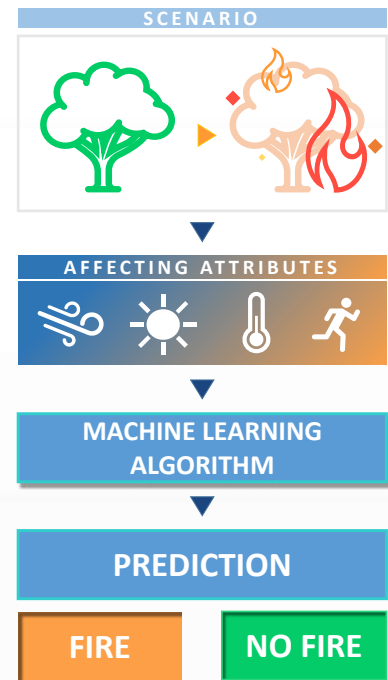 SCENARIO
AFFECTING ATTRIBUTES
MACHINE LEARNING
ALGORITHM
PREDICTION
FIRE
NO FIRE